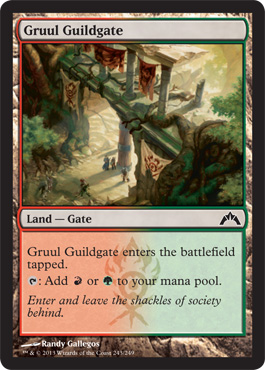 Gruul Guildgate
Land — Gate
Gruul Guildgate enters the battlefield
tapped.
: Add or to your mana pool.
Enter and leave the shackles of society
behind.
Randy Gallegos
™ & © 2013 Wizards of the Coast 243/249